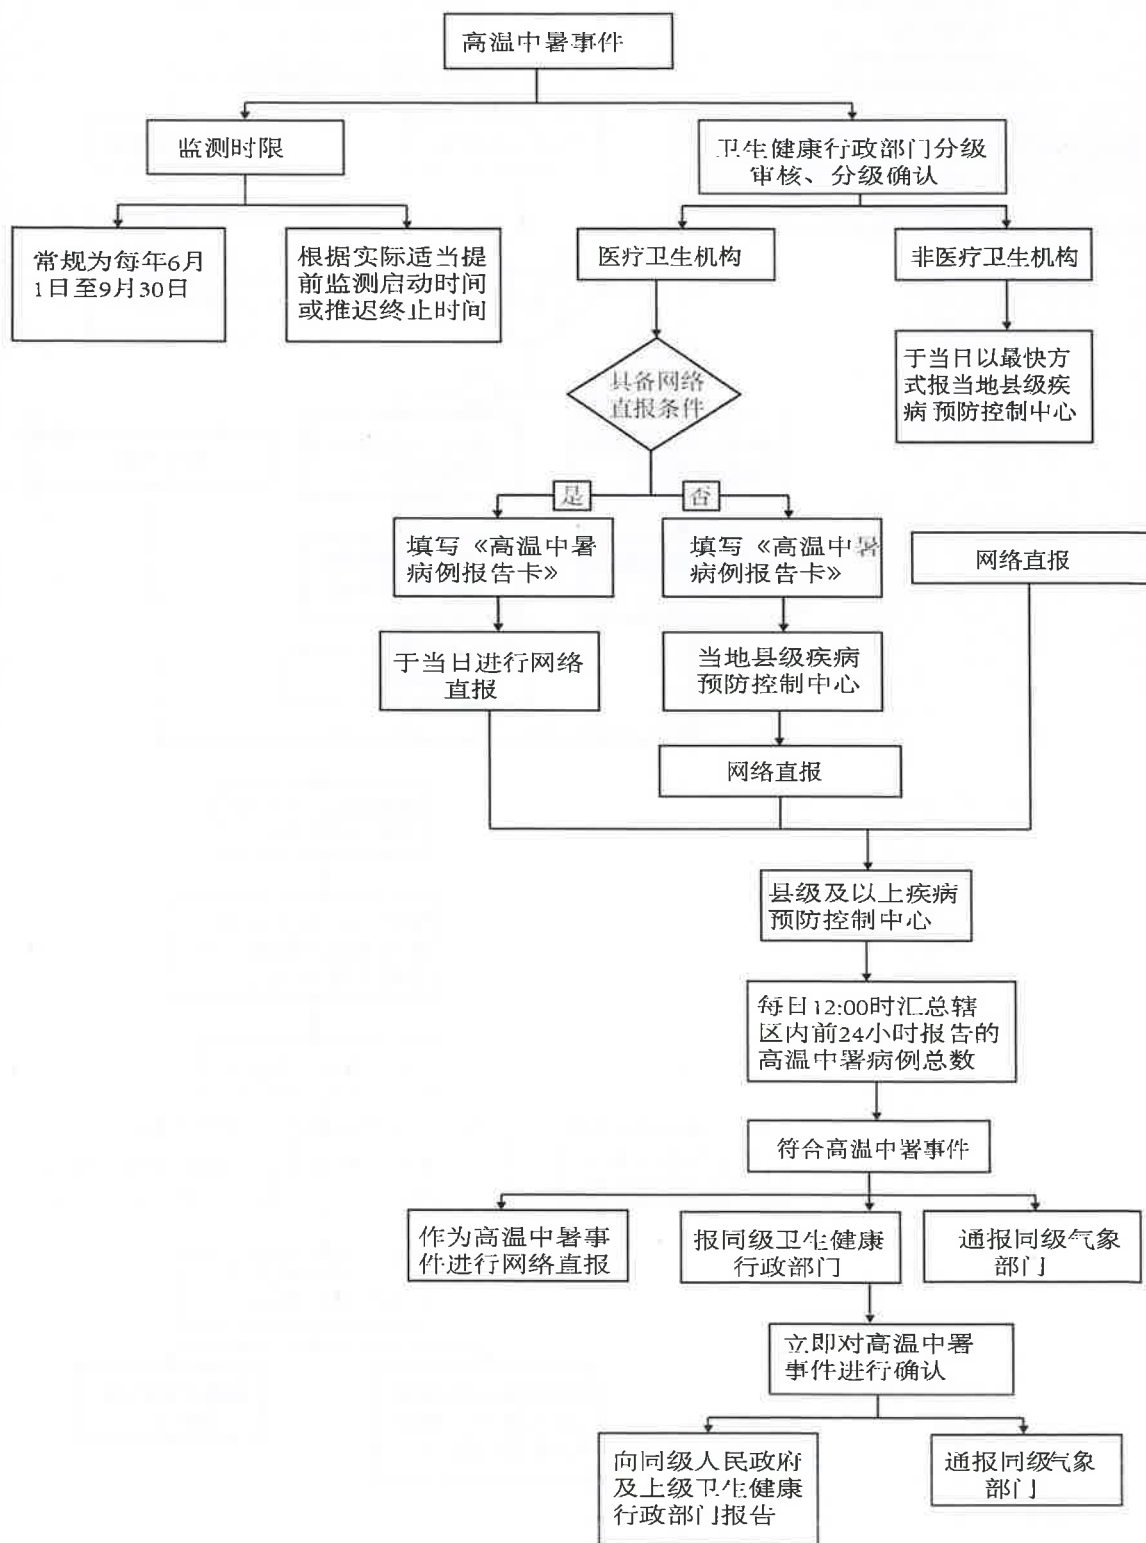 高温中暑事件
监测时限
卫生健康行政部门分级
审核、分级确认
常规为每年6月
1日至9月30日
根据实际适当提
前监测启动时间
或推迟终止时间
医疗卫生机构
非医疗卫生机构
具备网络
直报条件
于当日以最快方
式报当地县级疾
病预防控制中心
是
否
填写《高温中暑
病例报告卡》
填写《高温中暑
病例报告卡》
网络直报
于当日进行网络
直报
当地县级疾病
预防控制中心
网络直报
县级及以上疾病
预防控制中心
每日12:00时汇总辖
区内前24小时报告的
高温中署病例总数
符合高温中署事件
作为高温中暑事
件进行网络直报
报同级卫生健康
行政部门
通报同级气象
部门
立即对高温中署
事件进行确认
向同级人民政府
及上级卫生健康
行政部门报告
通报同级气象
部门